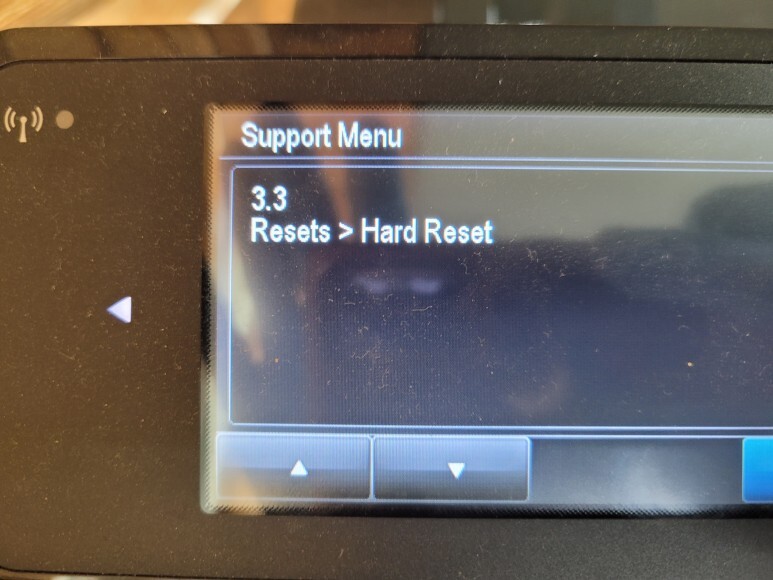 Support Menu
3.3
Resets > Hard Reset